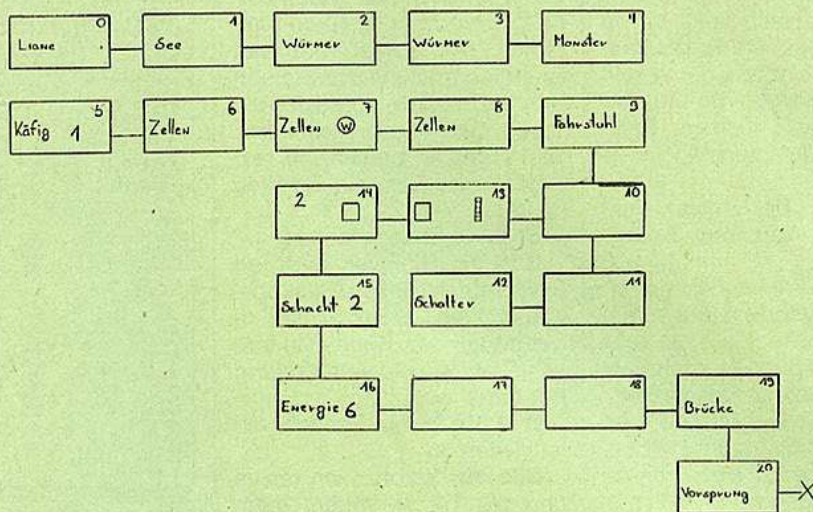 0 1 2 3 4
Liane See Würmer Würmer Monster
5 6 7 8 9
Käfig 1 Zellen Zellen W Zellen Fahrstuhl
2 14 13 10
15 12 11
Schacht 2 Schalter
16 17 18 19
Energie 6 Brücke
20
Vorsprung X